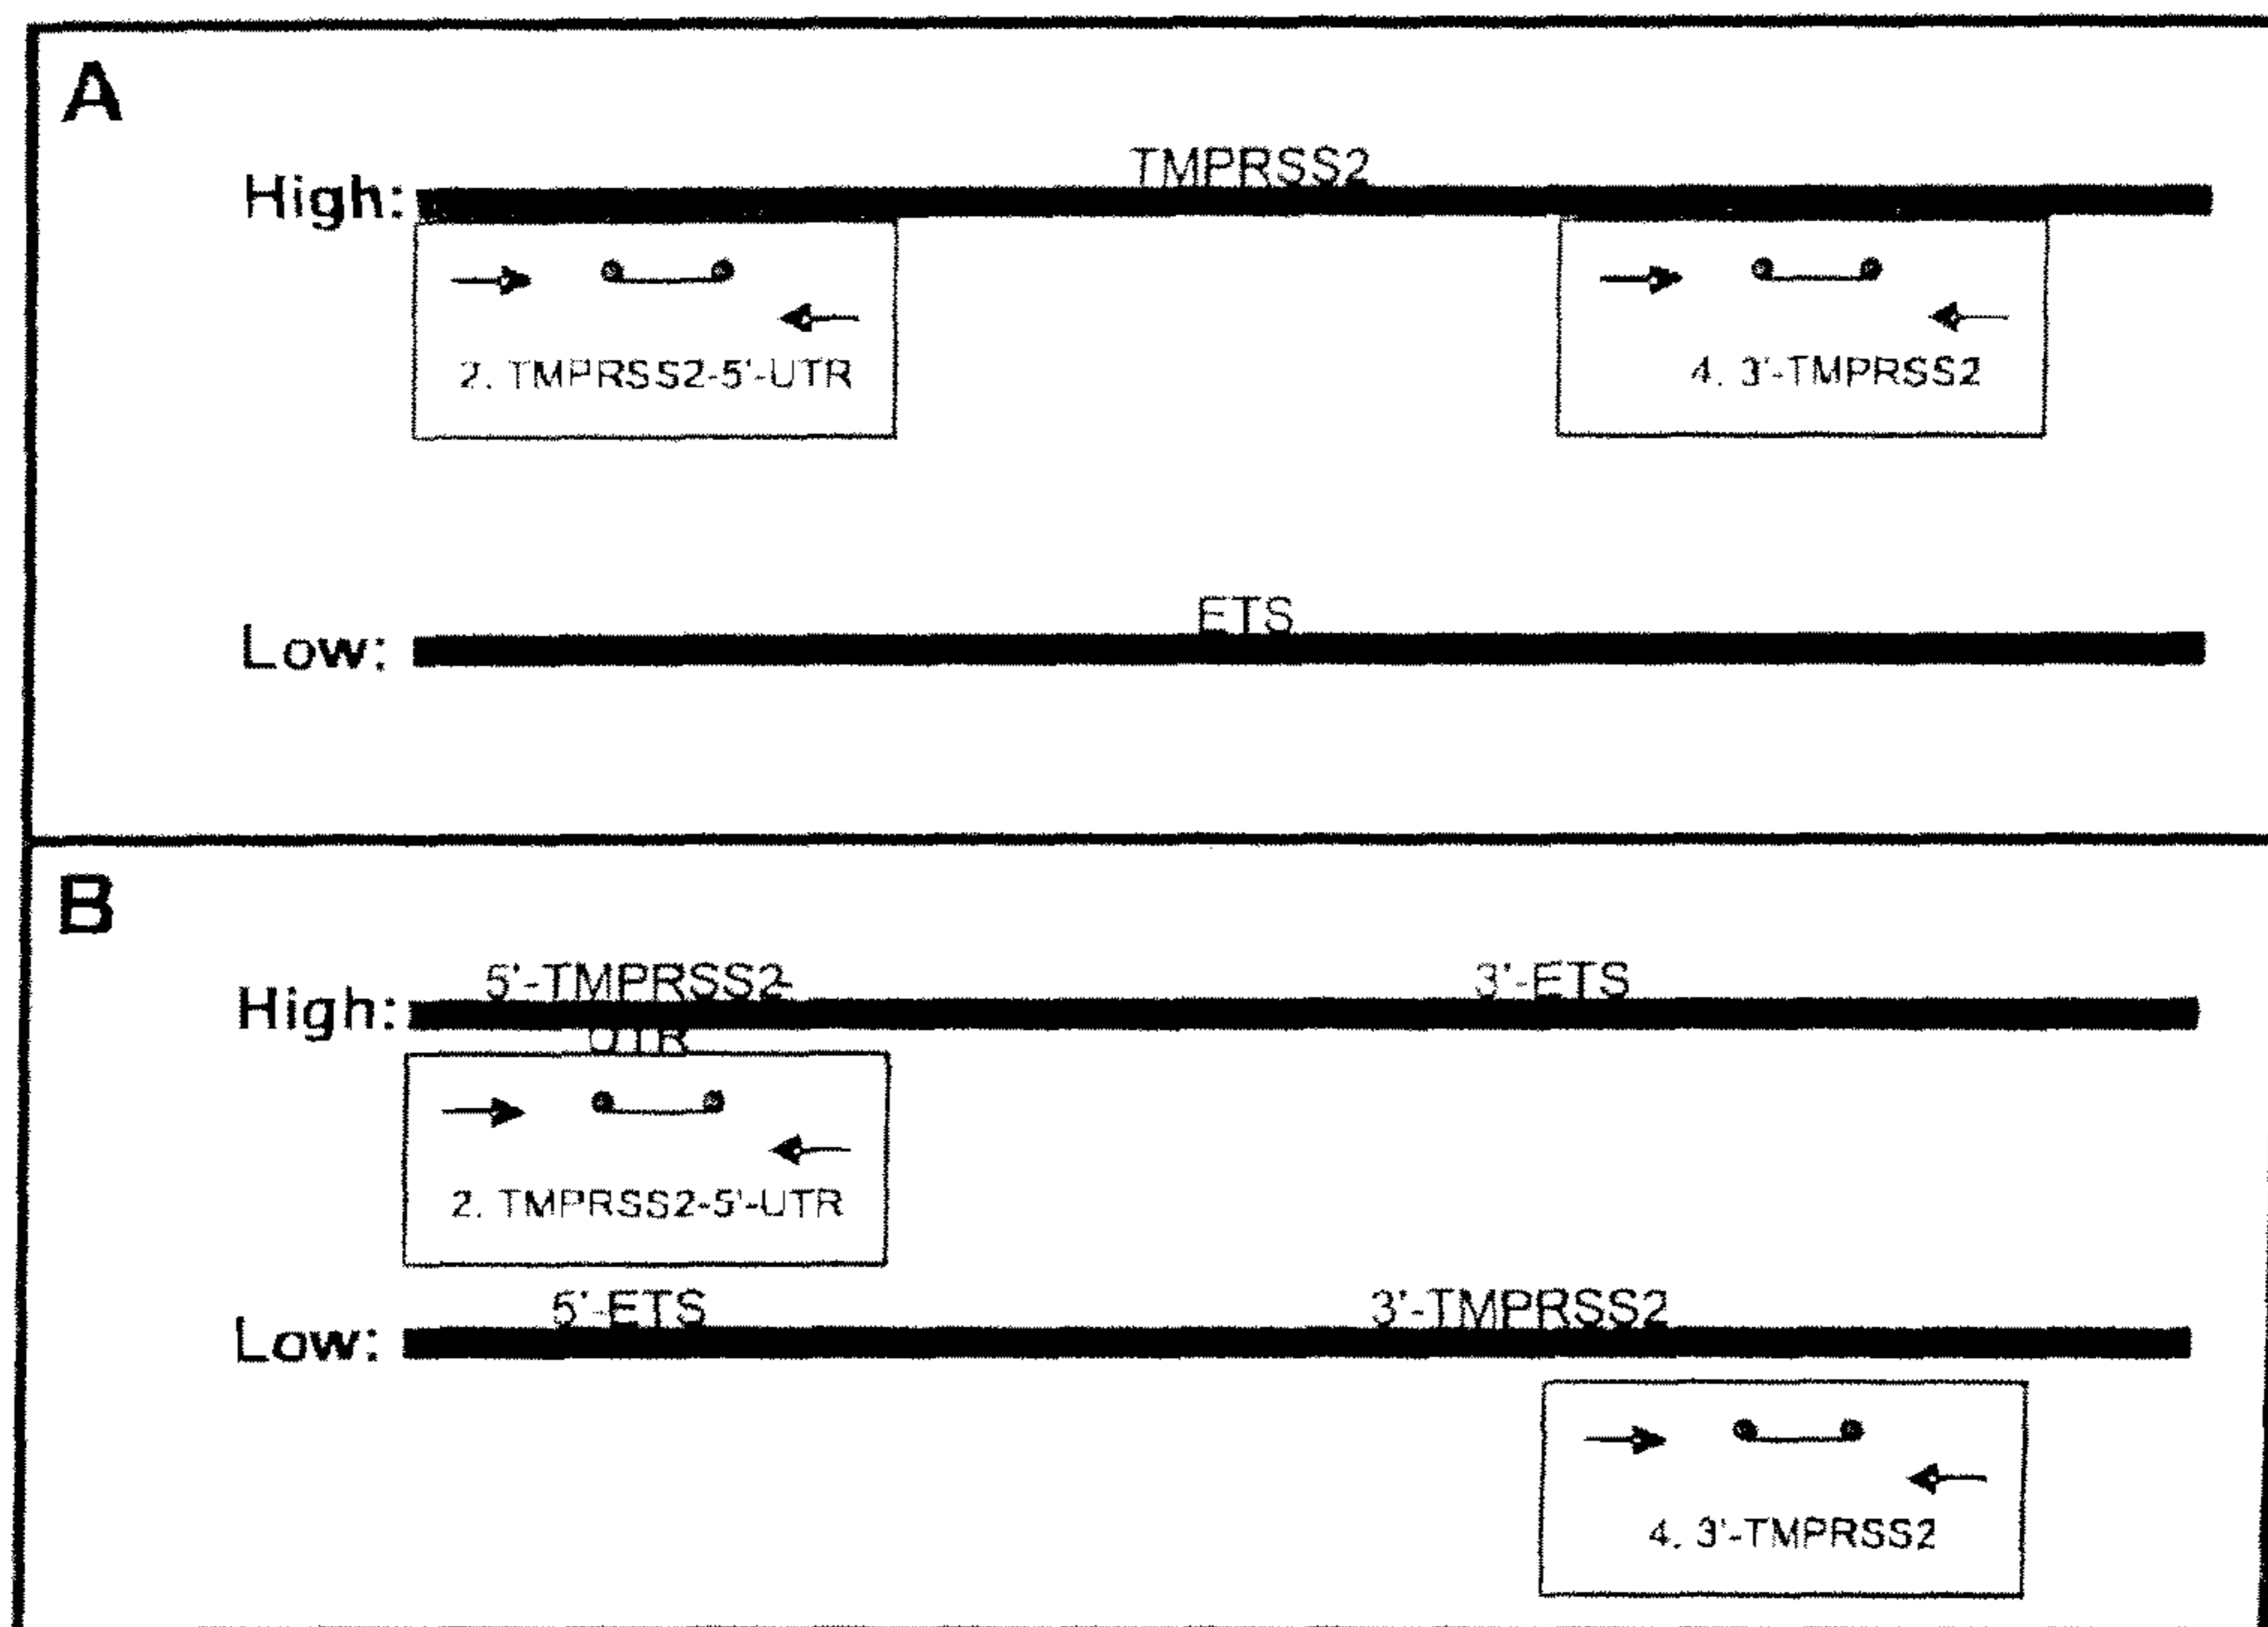 A
TMPRSS2
High:
2. TMPRSS2-5'-UTR
4. 3'-TMPRSS2
ETS
Low:
B
5'-TMPRSS2-
UTR
3'-ETS
High:
2. TMPRSS2-5'-UTR
5'-ETS
3'-TMPRSS2
Low:
4. 3'-TMPRSS2